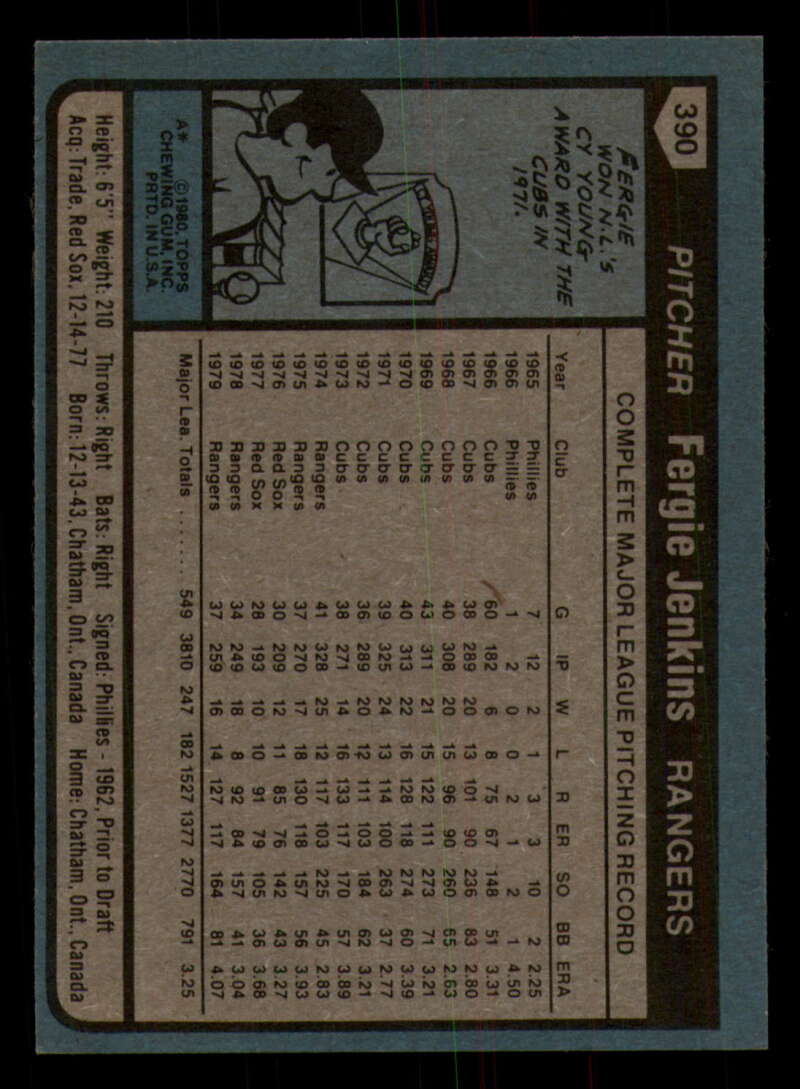 390 PITCHER Fergie Jenkins RANGERS
FERGIE
WON N.L.'S
CY YOUNG
AWARD WITH THE
CUBS IN
1971.
A* ©1980, TOPPS
CHEWING GUM, INC.
PRTD. IN U.S.A.
COMPLETE MAJOR LEAGUE PITCHING RECORD
Year Club G IP W L R ER SO BB ERA
1965 Phillies 7 12 2 1 3 3 10 2 2.25
1966 Phillies 1 2 0 0 2 1 2 1 4.50
1966 Cubs 60 182 6 8 75 67 148 51 3.31
1967 Cubs 38 289 20 13 101 90 236 83 2.80
1968 Cubs 40 308 20 15 96 90 260 65 2.63
1969 Cubs 43 311 21 15 122 111 273 71 3.21
1970 Cubs 40 313 22 16 128 118 274 60 3.39
1971 Cubs 39 325 24 13 114 100 263 37 2.77
1972 Cubs 36 289 20 12 111 103 184 62 3.21
1973 Cubs 38 271 14 16 133 117 170 57 3.89
1974 Rangers 41 328 25 12 117 103 225 45 2.83
1975 Rangers 37 270 17 18 130 118 157 56 3.93
1976 Red Sox 30 209 12 11 85 76 142 43 3.27
1977 Red Sox 28 193 10 10 91 79 105 36 3.68
1978 Rangers 34 249 18 8 92 84 157 41 3.04
1979 Rangers 37 259 16 14 127 117 164 81 4.07
Major Lea. Totals ....... 549 3810 247 182 1527 1377 2770 791 3.25
Height: 6'5" Weight: 210 Throws: Right Bats: Right Signed: Phillies - 1962, Prior to Draft
Acq: Trade, Red Sox, 12-14-77 Born: 12-13-43, Chatham, Ont., Canada Home: Chatham, Ont., Canada